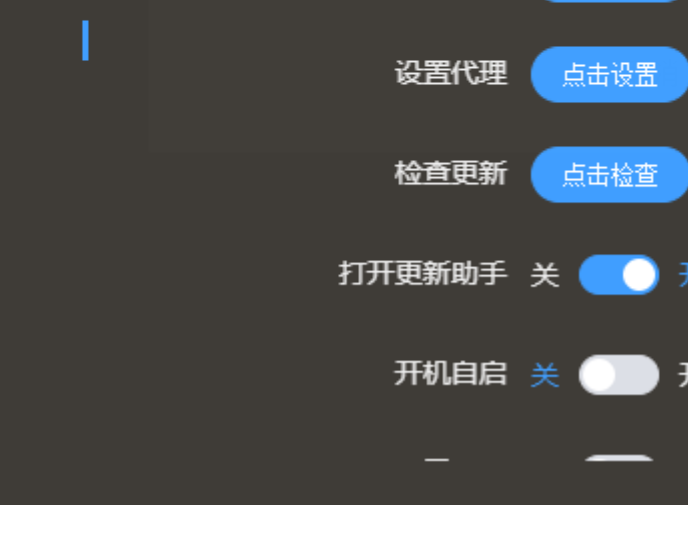 设置代理 点击设置
检查更新 点击检查
打开更新助手 关
开机自启 关